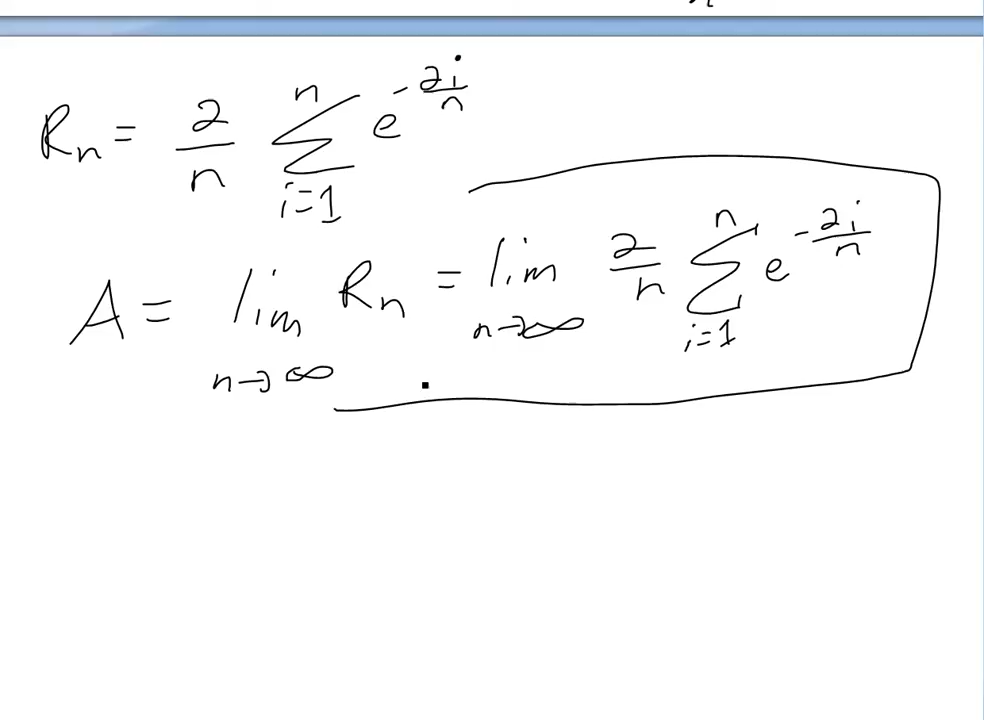 Rₙ = 2/n ∑_{i=1}^{n} e^{-2i/n}
A = lim_{n→∞} Rₙ = lim_{n→∞} 2/n ∑_{i=1}^{n} e^{-2i/n}